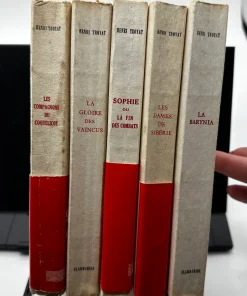 HENRI TROYAT
LES
COMPAGNONS
DU
COQUELICOT
HENRI TROYAT
LA
GLOIRE
DES
VAINCUS
FLAMMARION
HENRI TROYAT
SOPHIE
OU
LA FIN
DES COMBATS
HENRI TROYAT
LES
DAMES
DE
SIBÉRIE
HENRI TROYAT
LA
BARYNIA
FLAMMARION